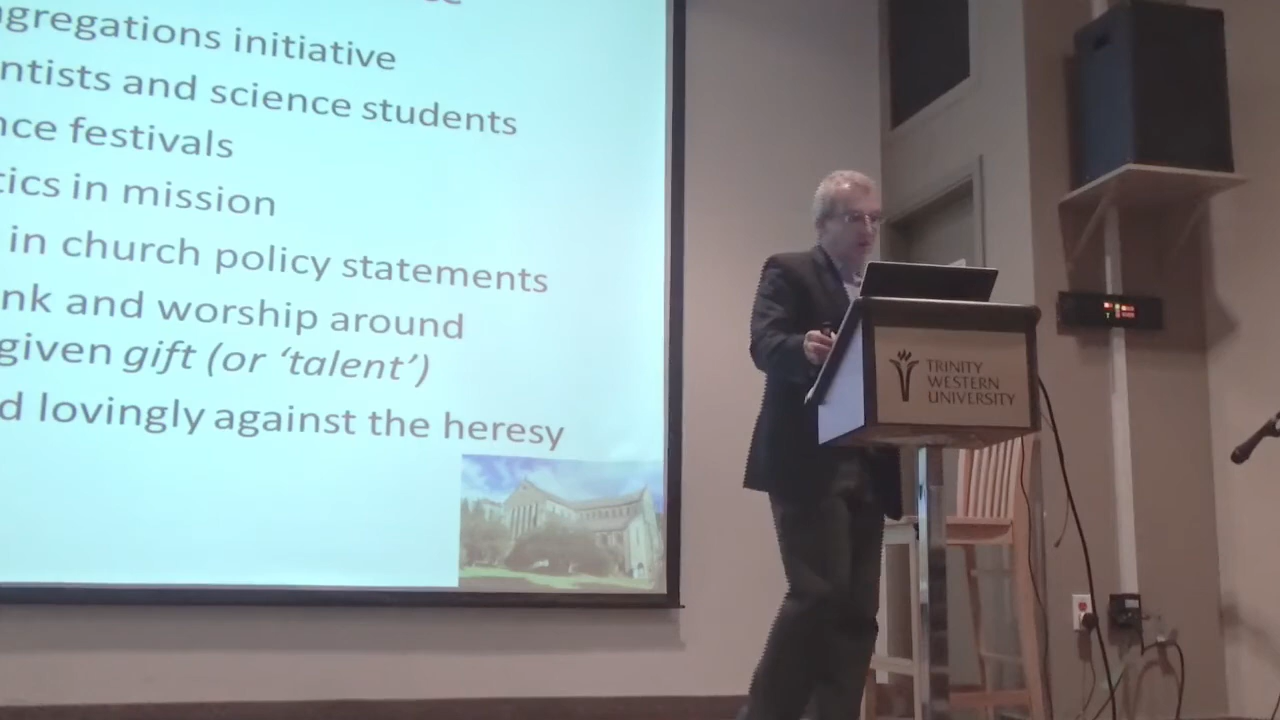 gregations initiative
ntists and science students
nce festivals
tics in mission
in church policy statements
nk and worship around
given gift (or ‘talent’)
d lovingly against the heresy
TRINITY
WESTERN
UNIVERSITY